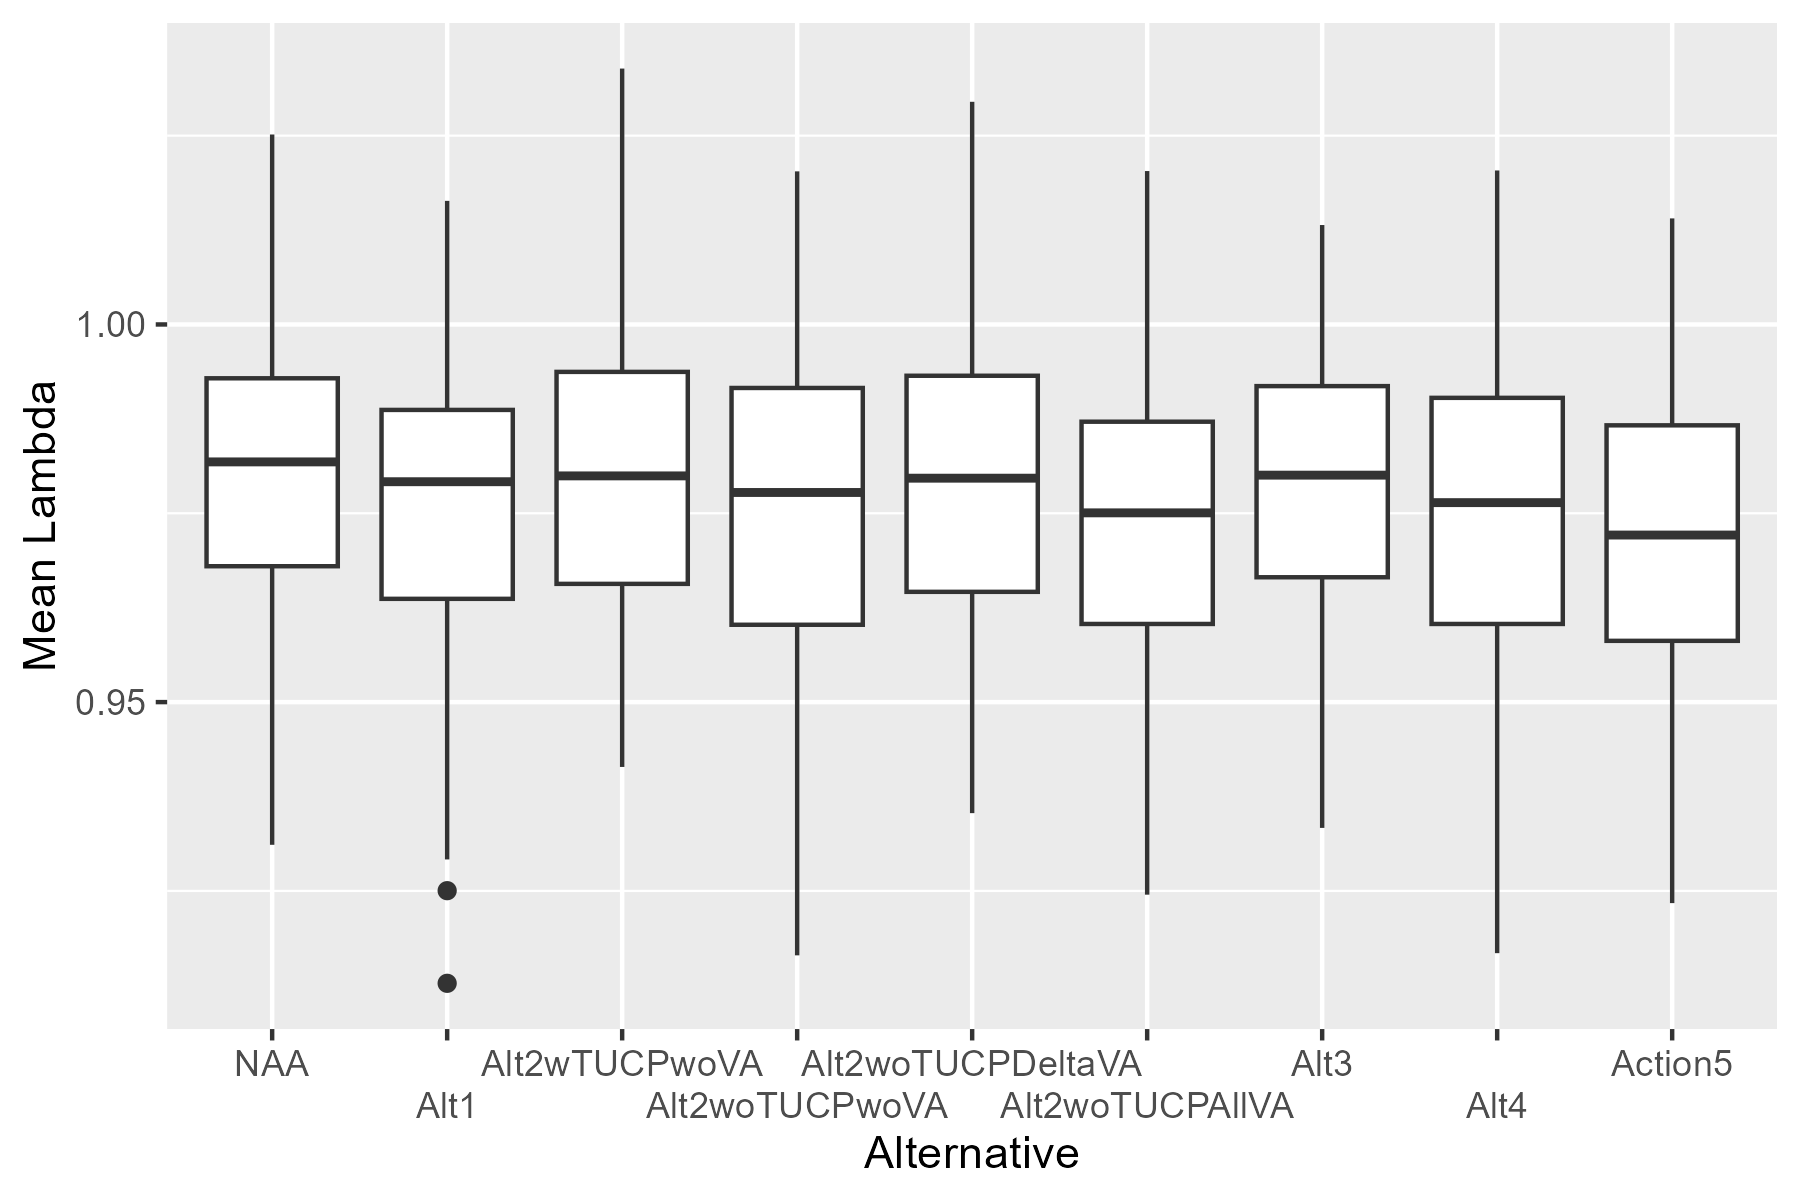 Mean Lambda
1.00
0.95
NAA
Alt1
Alt2wTUCPwoVA
Alt2woTUCPwoVA
Alt2woTUCPDeltaVA
Alt2woTUCPAllVA
Alt3
Alt4
Action5
Alternative